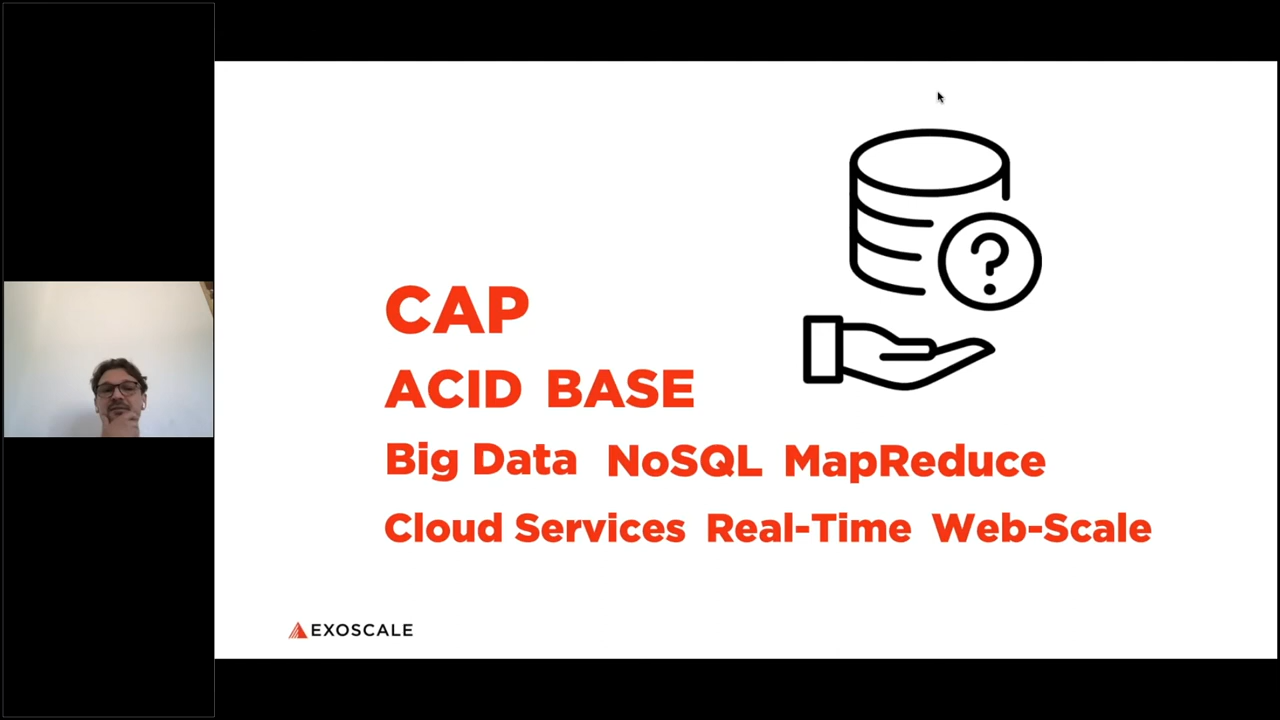 CAP
ACID BASE
Big Data NoSQL MapReduce
Cloud Services Real-Time Web-Scale
EXOSCALE